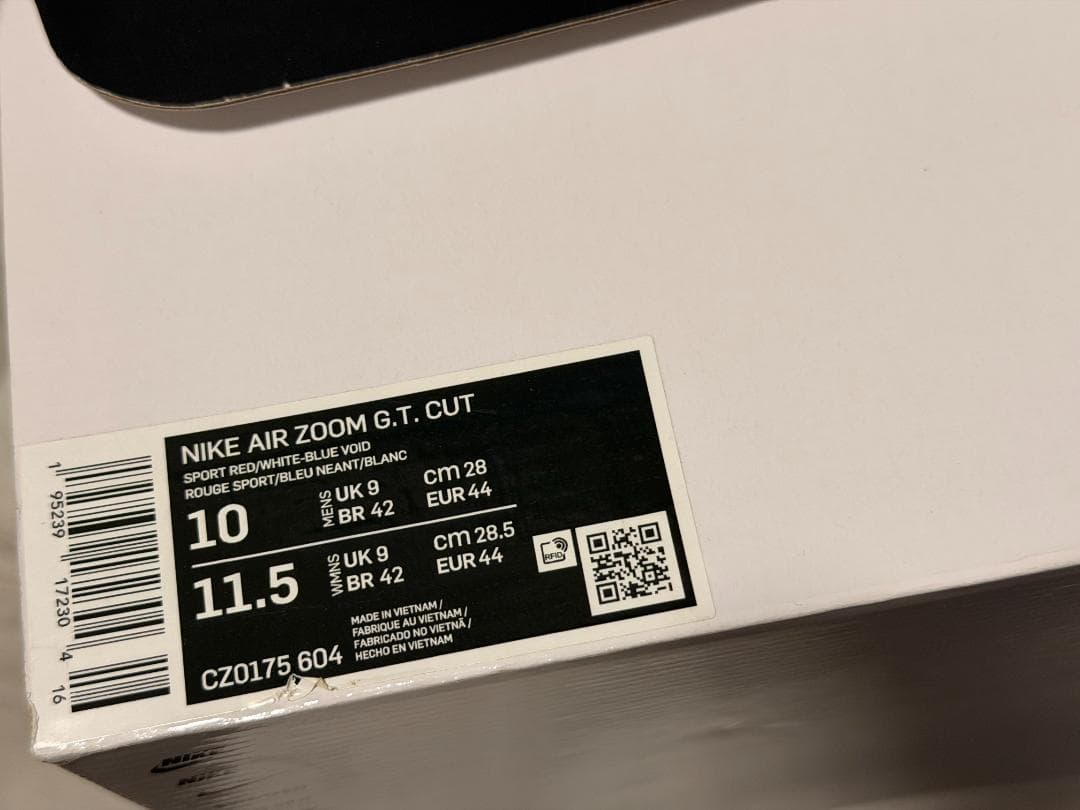 NIKE AIR ZOOM G.T. CUT
SPORT RED/WHITE-BLUE VOID
ROUGE SPORT/BLEU NEANT/BLANC
10 MENS UK 9 cm 28
BR 42 EUR 44
11.5 WMNS UK 9 cm 28.5
BR 42 EUR 44
RFID
MADE IN VIETNAM /
FABRIQUE AU VIETNAM /
FABRICADO NO VIETNÃ /
HECHO EN VIETNAM
CZ0175 604
1 95239 17230 4 16
NIKE